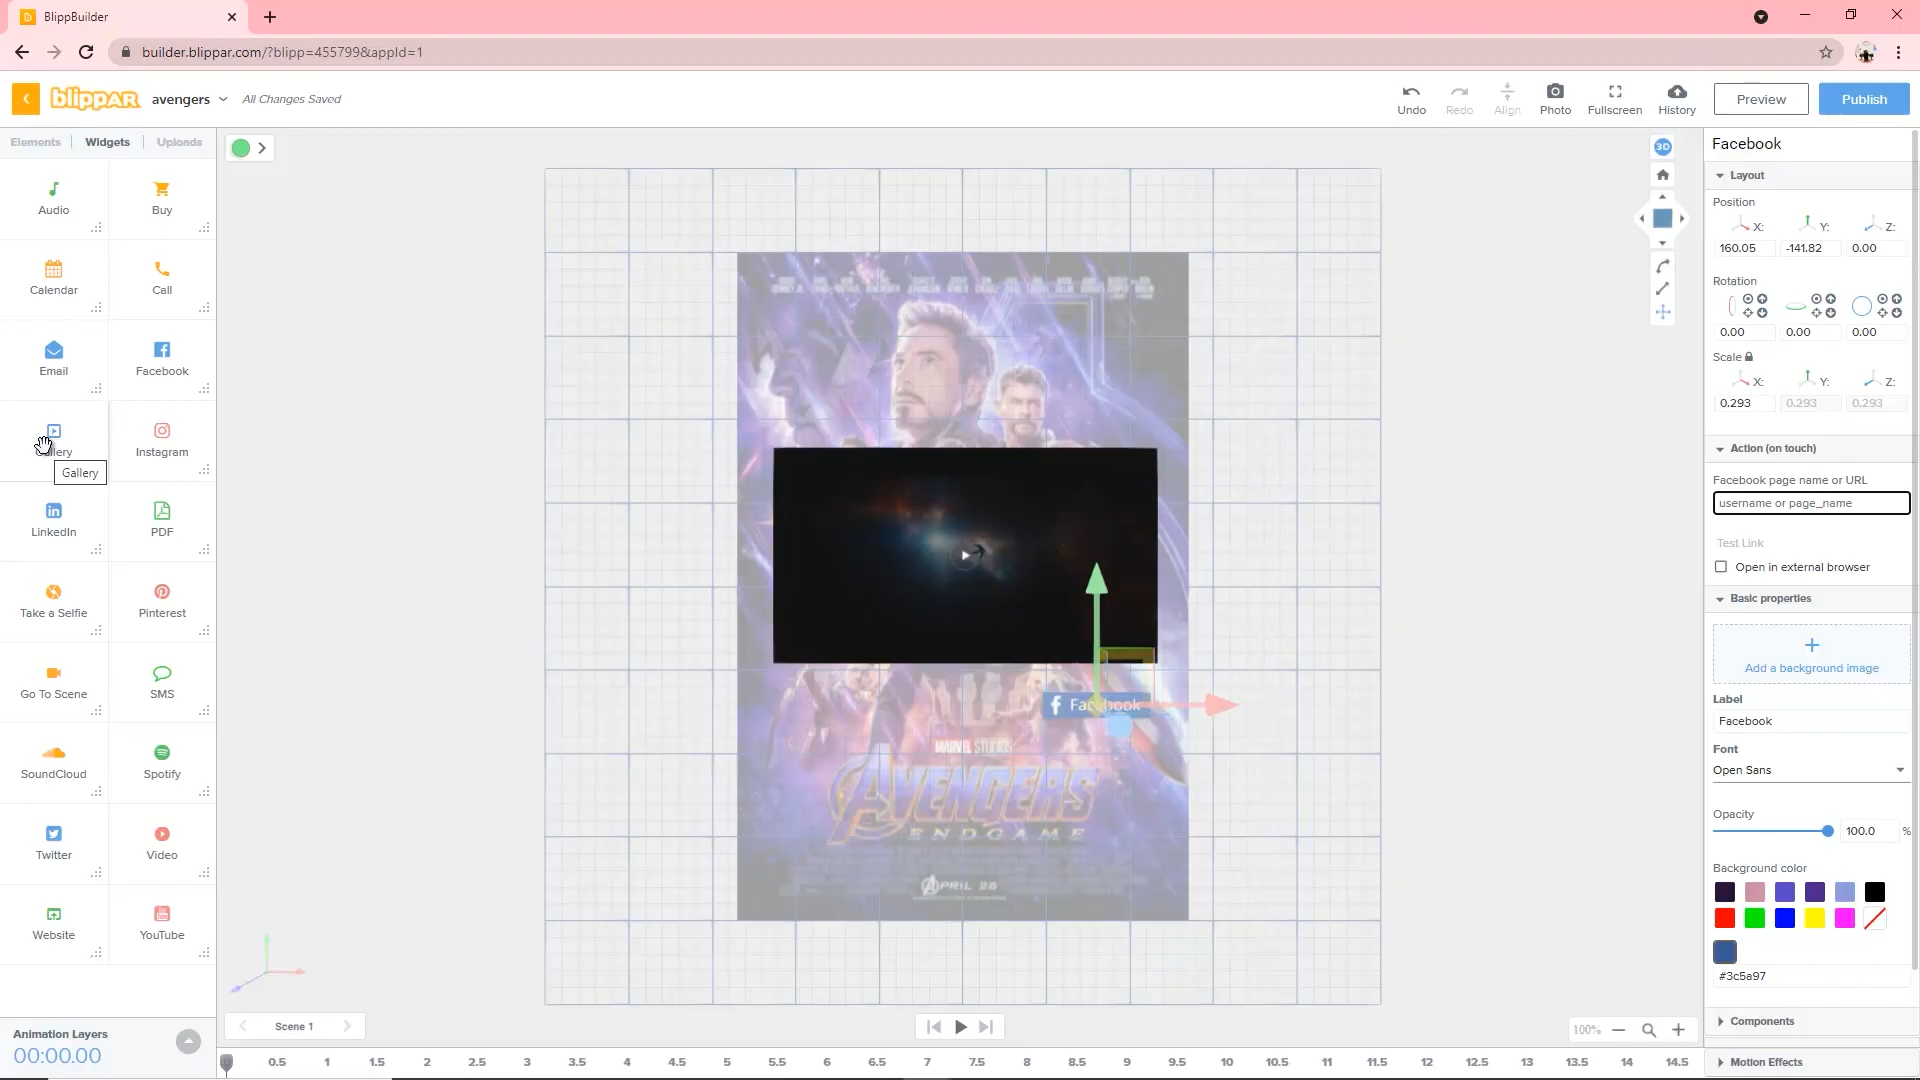 BlippBuilder
builder.blippar.com/?blipp=455799&appId=1
blippar
avengers
All Changes Saved
Undo
Redo
Align
Photo
Fullscreen
History
Preview
Publish
Elements
Widgets
Uploads
Audio
Buy
Calendar
Call
Email
Facebook
Gallery
Gallery
Instagram
LinkedIn
PDF
Take a Selfie
Pinterest
Go To Scene
SMS
SoundCloud
Spotify
Twitter
Video
Website
YouTube
3D
Facebook
MARVEL STUDIOS
AVENGERS
ENDGAME
APRIL 26
Facebook
Layout
Position
X: Y: Z:
160.05 -141.82 0.00
Rotation
0.00 0.00 0.00
Scale
X: Y: Z:
0.293 0.293 0.293
Action (on touch)
Facebook page name or URL
username or page_name
Test Link
Open in external browser
Basic properties
Add a background image
Label
Facebook
Font
Open Sans
Opacity
100.0 %
Background color
#3c5a97
Components
Motion Effects
Scene 1
100%
Animation Layers
00:00.00
0 0.5 1 1.5 2 2.5 3 3.5 4 4.5 5 5.5 6 6.5 7 7.5 8 8.5 9 9.5 10 10.5 11 11.5 12 12.5 13 13.5 14 14.5